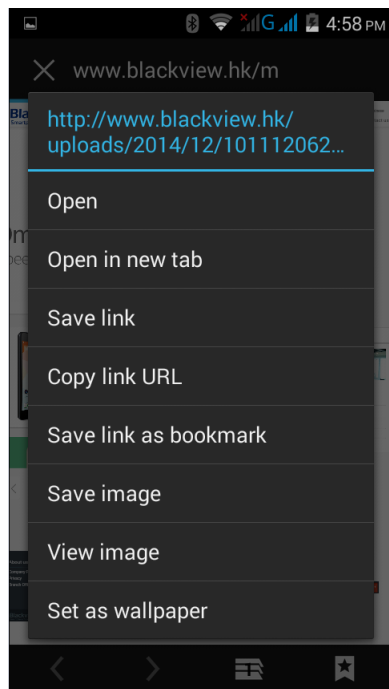 G 4:58 PM
www.blackview.hk/m
http://www.blackview.hk/
uploads/2014/12/101112062...
Open
Open in new tab
Save link
Copy link URL
Save link as bookmark
Save image
View image
Set as wallpaper